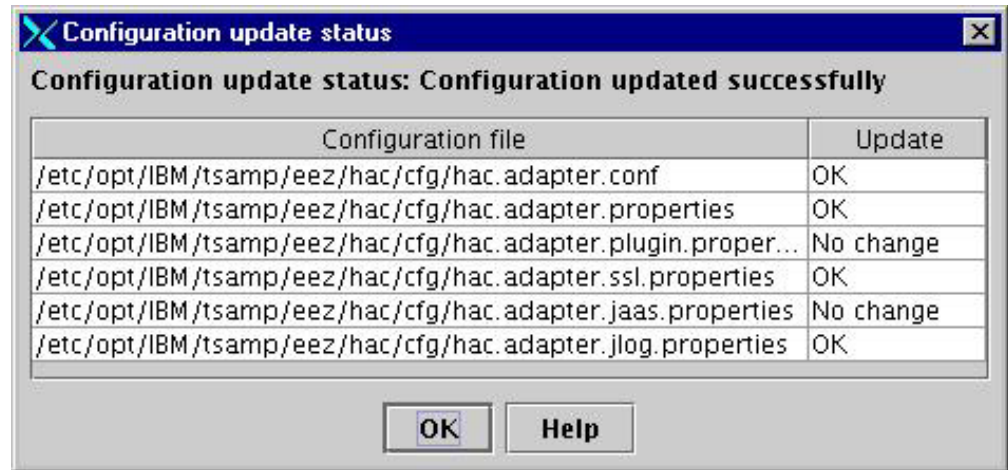 Configuration update status
Configuration update status: Configuration updated successfully
Configuration file Update
/etc/opt/IBM/tsamp/eez/hac/cfg/hac.adapter.conf OK
/etc/opt/IBM/tsamp/eez/hac/cfg/hac.adapter.properties OK
/etc/opt/IBM/tsamp/eez/hac/cfg/hac.adapter.plugin.proper... No change
/etc/opt/IBM/tsamp/eez/hac/cfg/hac.adapter.ssl.properties OK
/etc/opt/IBM/tsamp/eez/hac/cfg/hac.adapter.jaas.properties No change
/etc/opt/IBM/tsamp/eez/hac/cfg/hac.adapter.jlog.properties OK
OK Help